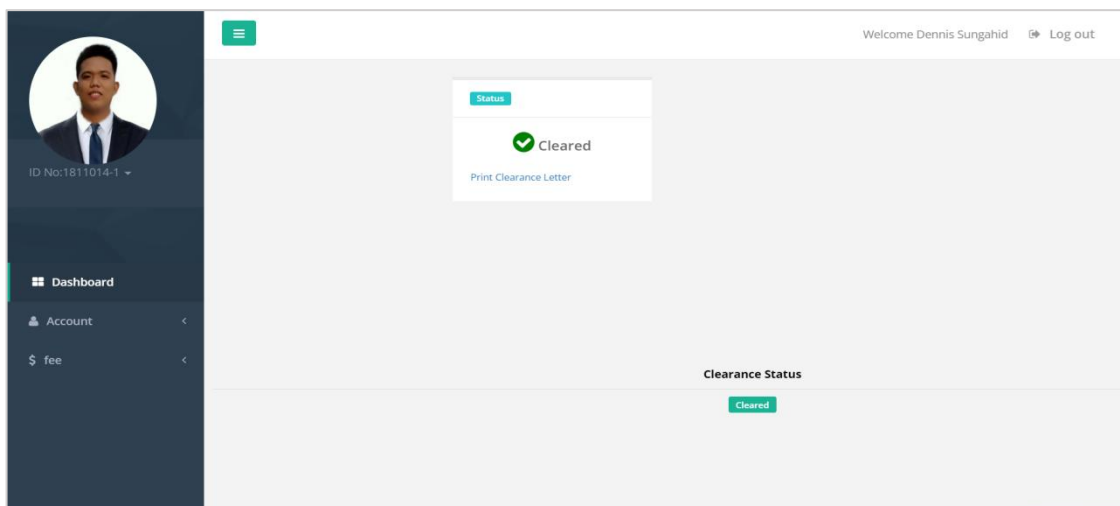 Welcome Dennis Sungahid Log out
ID No:1811014-1
Dashboard
Account
$ fee
Status
Cleared
Print Clearance Letter
Clearance Status
Cleared